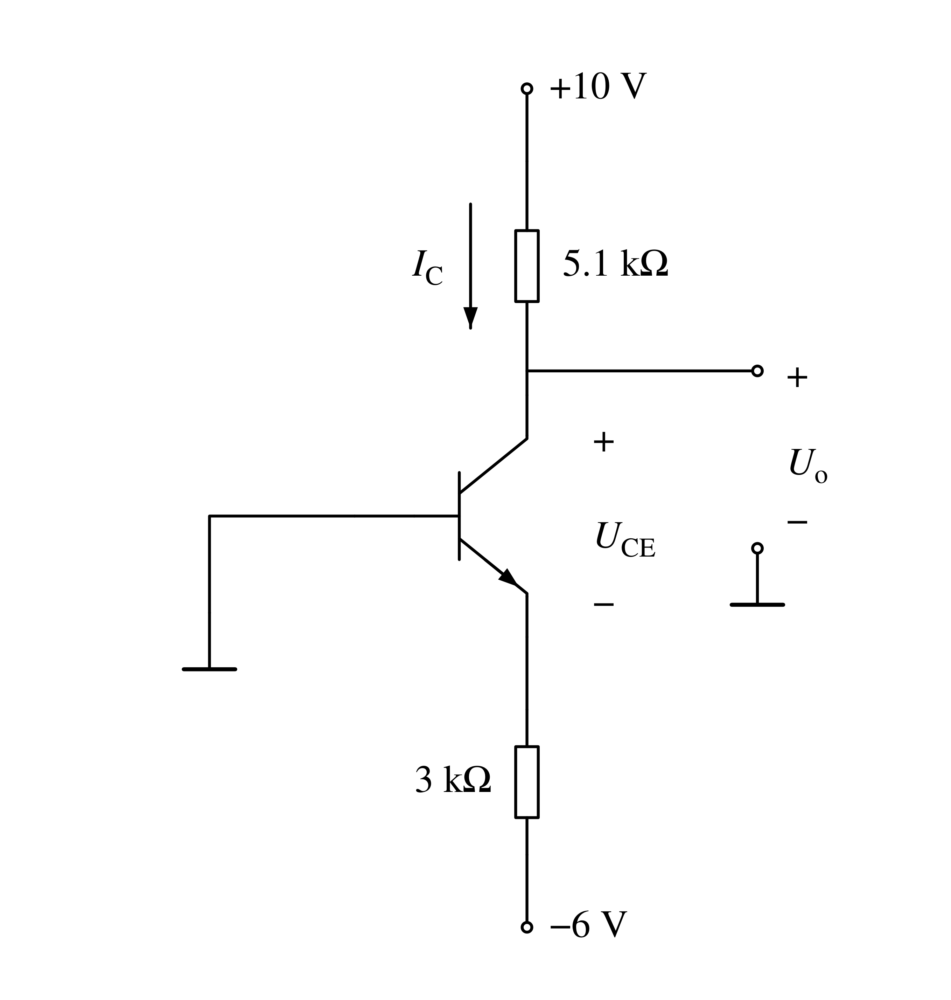 +10 V
I_C
5.1 kΩ
+
+
U_o
U_CE
−
−
3 kΩ
−6 V